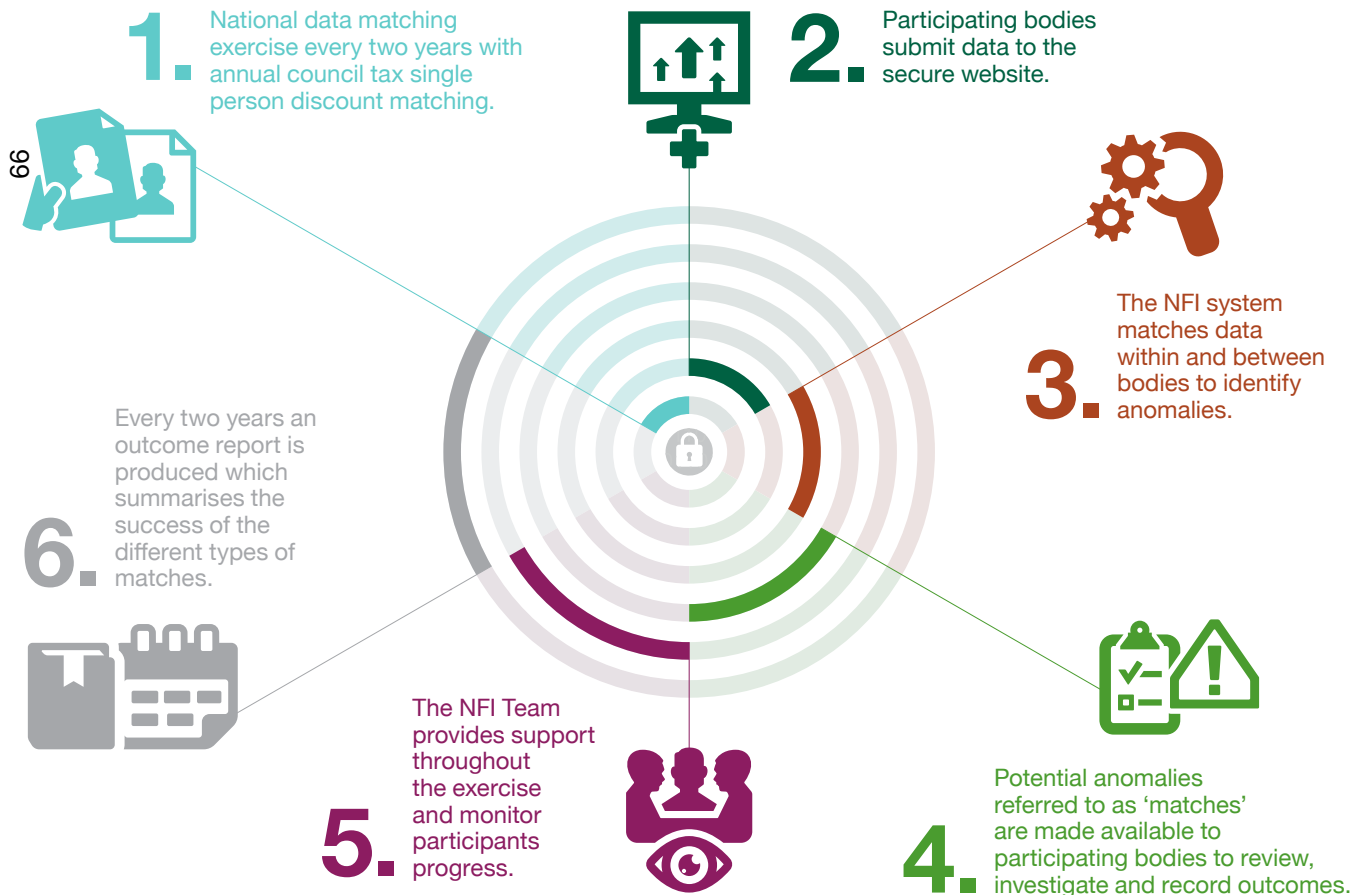 1.
National data matching
exercise every two years with
annual council tax single
person discount matching.
2.
Participating bodies
submit data to the
secure website.
66
3.
The NFI system
matches data
within and between
bodies to identify
anomalies.
4.
Potential anomalies
referred to as ‘matches’
are made available to
participating bodies to review,
investigate and record outcomes.
5.
The NFI Team
provides support
throughout
the exercise
and monitor
participants
progress.
6.
Every two years an
outcome report is
produced which
summarises the
success of the
different types of
matches.